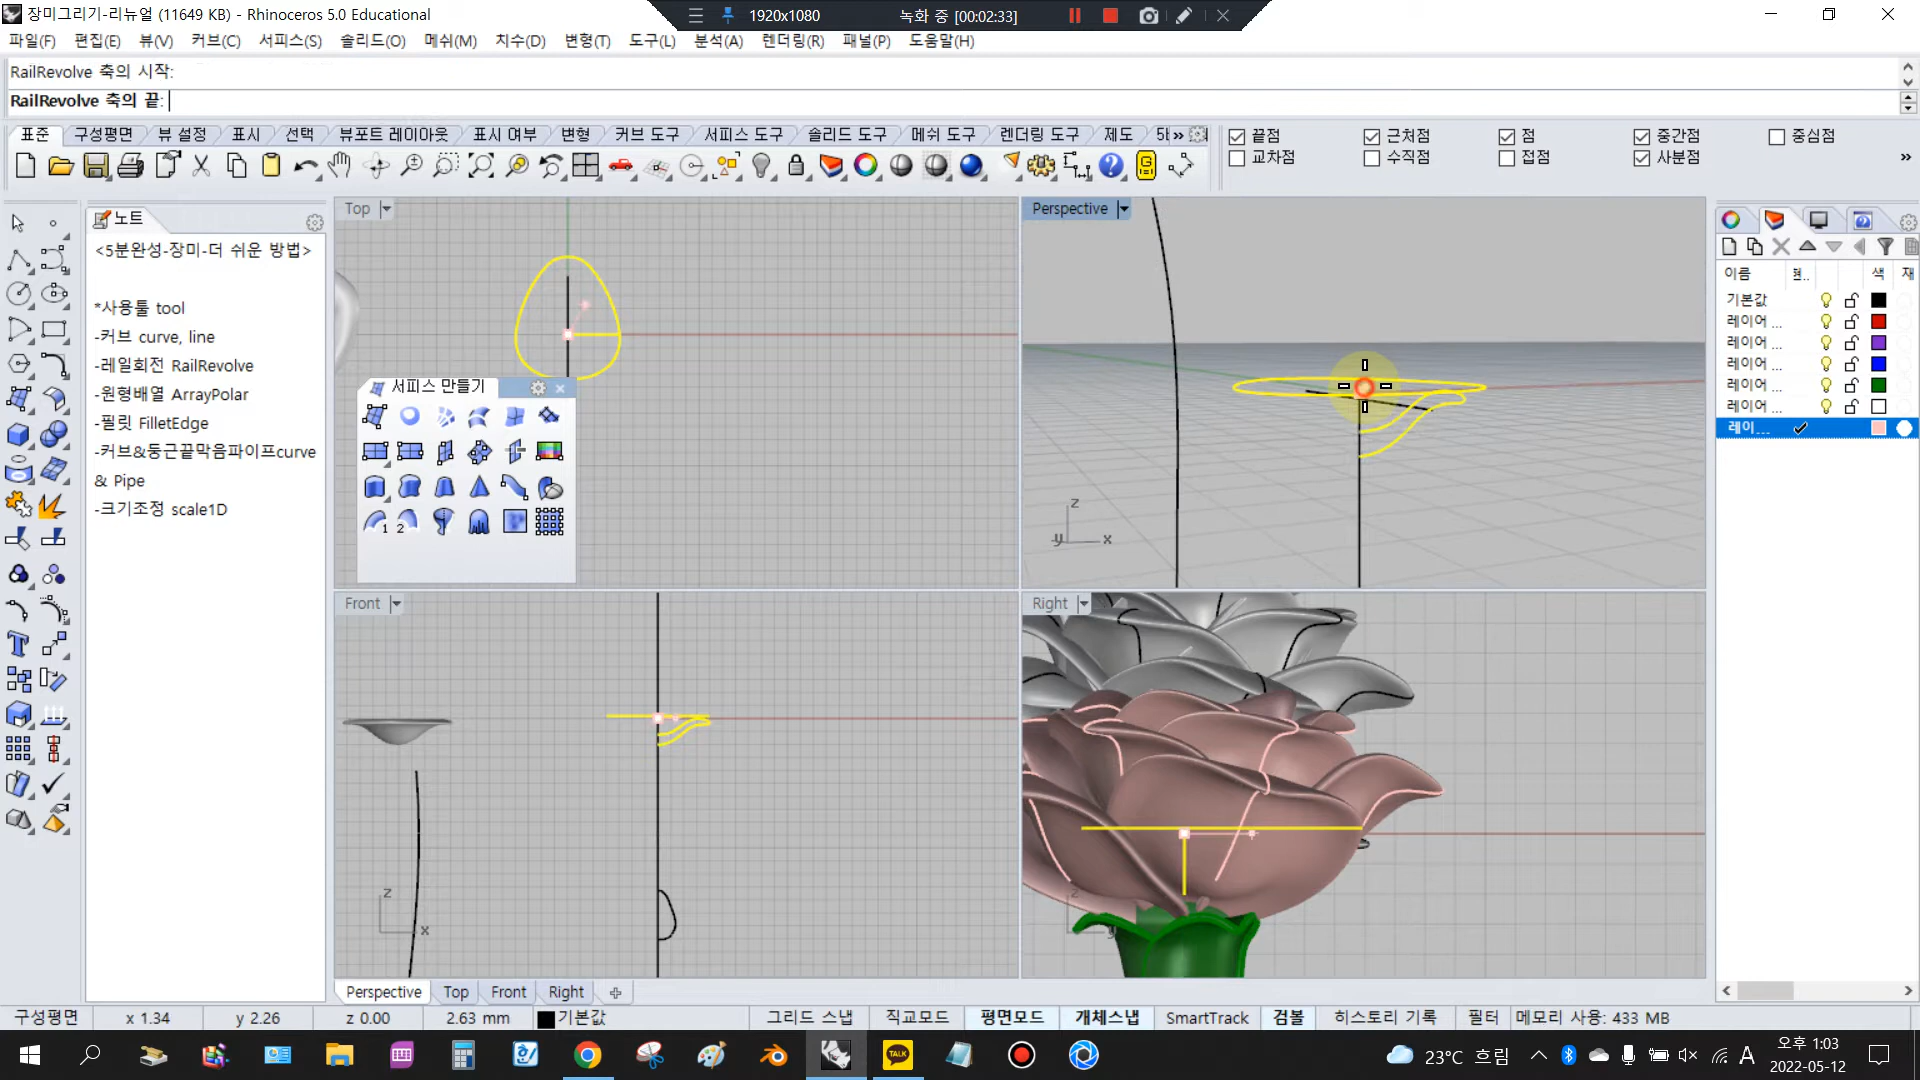 장미그리기-리뉴얼 (11649 KB) - Rhinoceros 5.0 Educational
1920x1080
녹화 중 [00:02:33]
파일(F) 편집(E) 뷰(V) 커브(C) 서피스(S) 솔리드(O) 메쉬(M) 치수(D) 변형(T) 도구(L) 분석(A) 렌더링(R) 패널(P) 도움말(H)
RailRevolve 축의 시작:
RailRevolve 축의 끝:
표준 구성평면 뷰 설정 표시 선택 뷰포트 레이아웃 표시 여부 변형 커브 도구 서피스 도구 솔리드 도구 메쉬 도구 렌더링 도구 제도 »
끝점 근처점 점 중간점 중심점
교차점 수직점 접점 사분점 »
노트
<5분완성-장미-더 쉬운 방법>
*사용툴 tool
-커브 curve, line
-레일회전 RailRevolve
-원형배열 ArrayPolar
-필릿 FilletEdge
-커브&둥근끝막음파이프curve
& Pipe
-크기조정 scale1D
Top
서피스 만들기
1 2
Perspective
z
y x
Front
z
x
Right
z
y
이름 색 재
기본값
레이어 ...
레이어 ...
레이어 ...
레이어 ...
레이어 ...
레이...
Perspective Top Front Right
구성평면 x 1.34 y 2.26 z 0.00 2.63 mm 기본값 그리드 스냅 직교모드 평면모드 개체스냅 SmartTrack 검볼 히스토리 기록 필터 메모리 사용: 433 MB
TALK
23°C 흐림
A
오후 1:03
2022-05-12